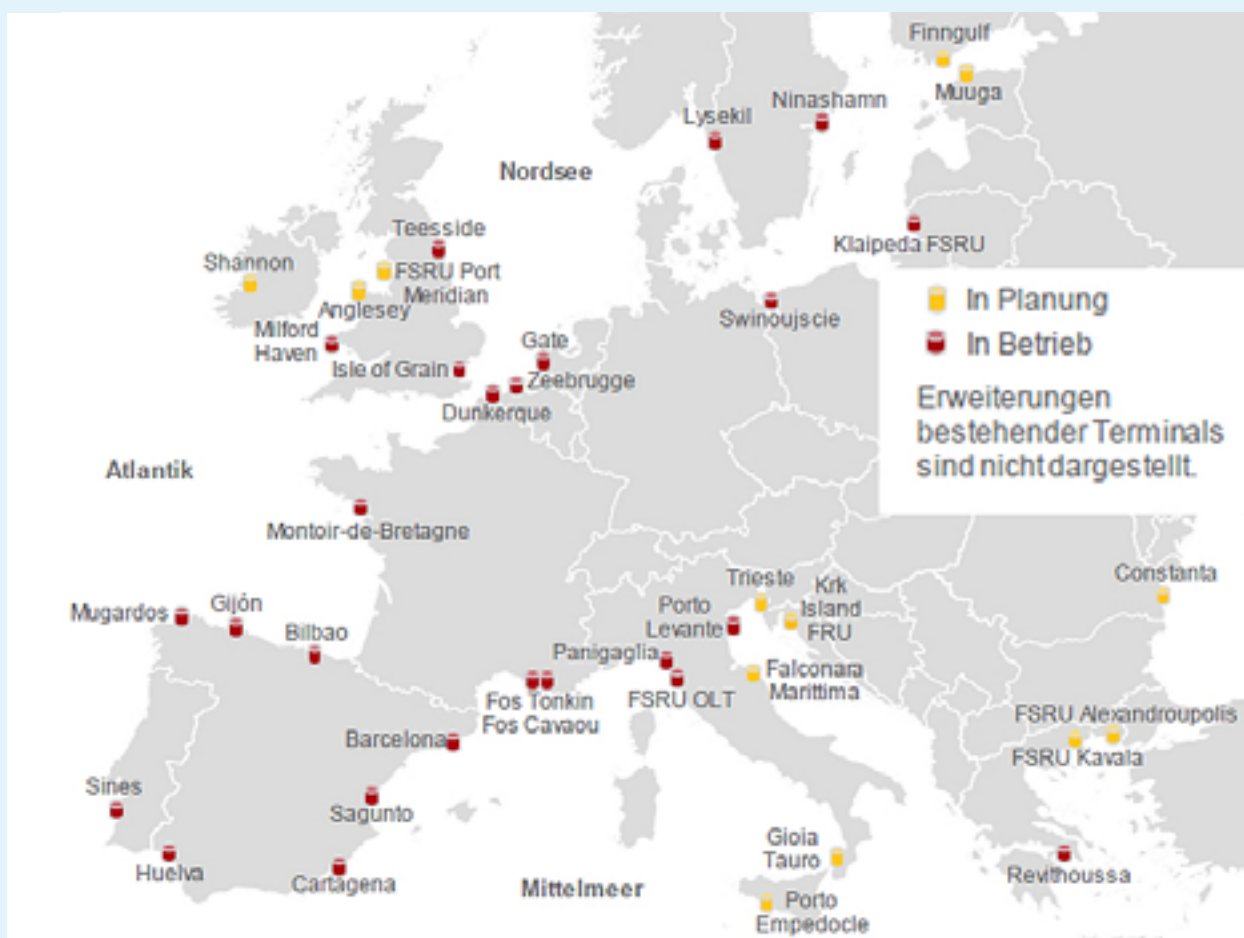 Finngulf
Muuga
Ninashamn
Lysekil
Nordsee
Klaipeda FSRU
Teesside
Shannon
FSRU Port
Meridian
Anglesey
Milford
Haven
Isle of Grain
Gate
Zeebrugge
Dunkerque
Swinoujscie
In Planung
In Betrieb
Erweiterungen
bestehender Terminals
sind nicht dargestellt.
Atlantik
Montoir-de-Bretagne
Mugardos
Gijón
Bilbao
Trieste
Krk
Island
FRU
Constanta
Porto
Levante
Panigaglia
FSRU OLT
Falconara
Marittima
Fos Tonkin
Fos Cavaou
Barcelona
FSRU Alexandroupolis
FSRU Kavala
Sines
Sagunto
Huelva
Cartagena
Mittelmeer
Gioia
Tauro
Porto
Empedocle
Revithoussa